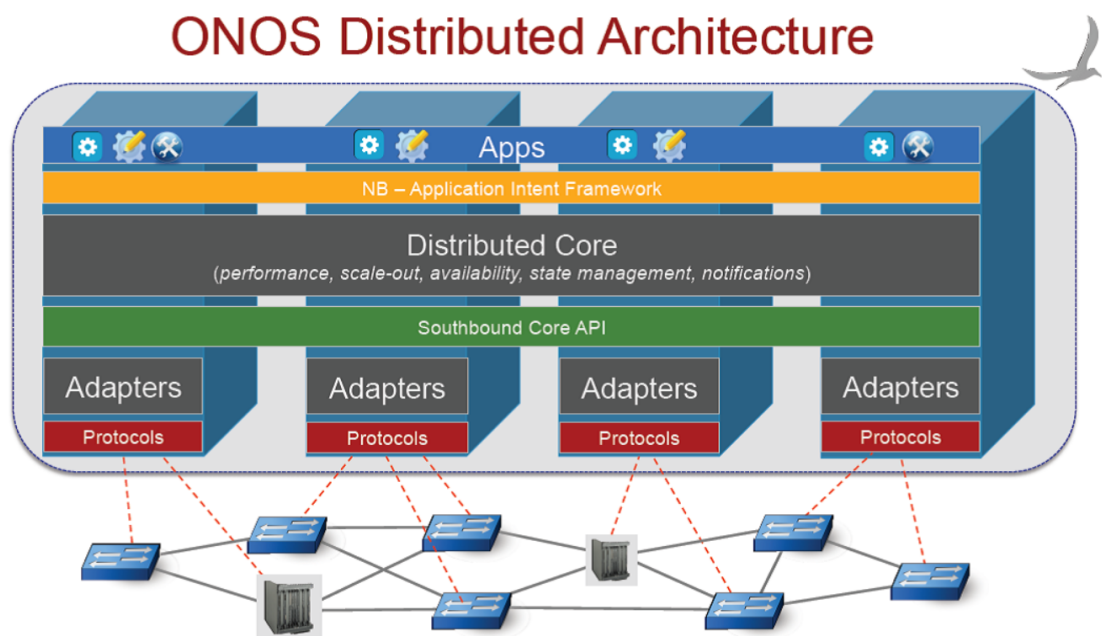 ONOS Distributed Architecture
Apps
NB – Application Intent Framework
Distributed Core
(performance, scale-out, availability, state management, notifications)
Southbound Core API
Adapters
Adapters
Adapters
Adapters
Protocols
Protocols
Protocols
Protocols